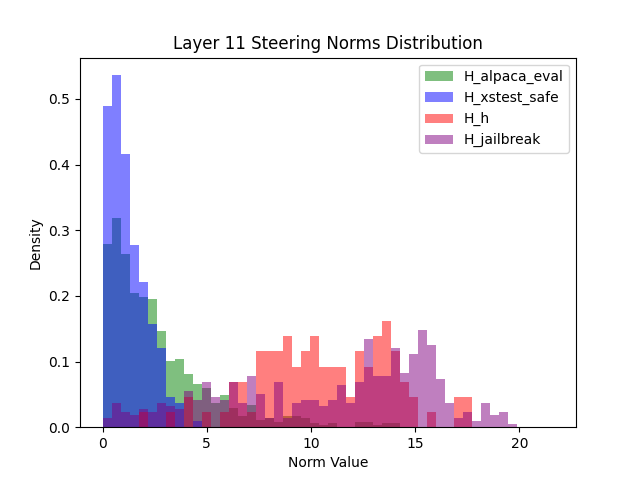 Layer 11 Steering Norms Distribution
H_alpaca_eval
H_xstest_safe
H_h
H_jailbreak
Density
0.5
0.4
0.3
0.2
0.1
0.0
0
5
10
15
20
Norm Value